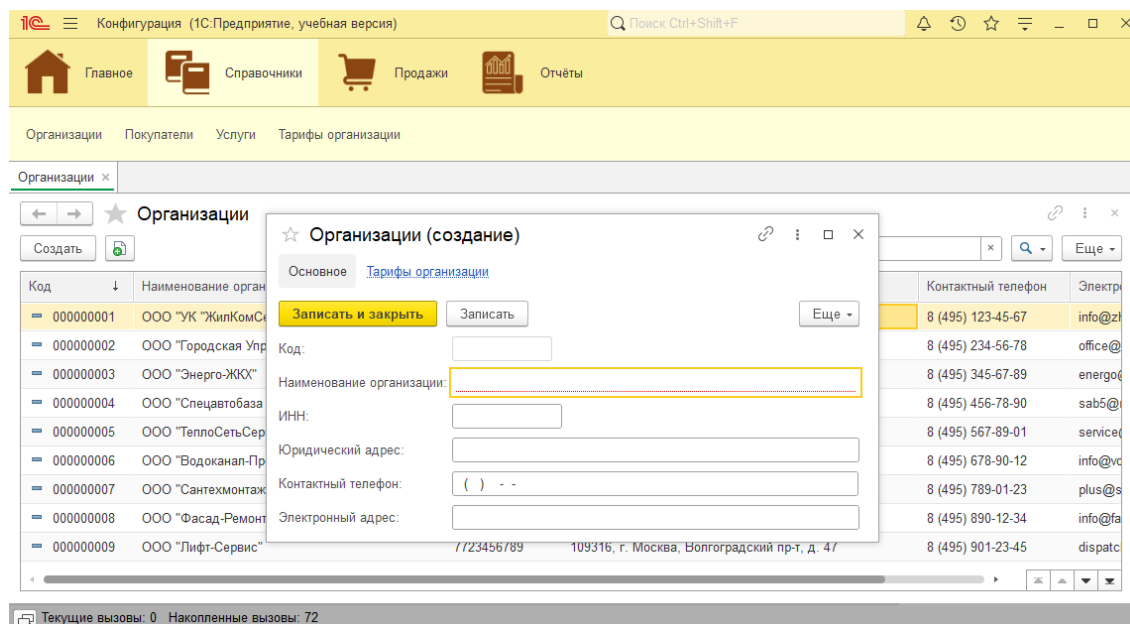 Конфигурация (1С:Предприятие, учебная версия) Поиск Ctrl+Shift+F
Главное Справочники Продажи Отчёты
Организации Покупатели Услуги Тарифы организации
Организации ×
Организации
Организации (создание)
Создать Еще
Основное Тарифы организации
Код ↓ Наименование орган Контактный телефон Электро
Записать и закрыть Записать Еще
000000001 ООО "УК "ЖилКомСе 8 (495) 123-45-67 info@zh
000000002 ООО "Городская Упр 8 (495) 234-56-78 office@
Код:
000000003 ООО "Энерго-ЖКХ" 8 (495) 345-67-89 energo@
Наименование организации:
000000004 ООО "Спецавтобаза 8 (495) 456-78-90 sab5@
ИНН:
000000005 ООО "ТеплоСетьСер 8 (495) 567-89-01 service@
Юридический адрес:
000000006 ООО "Водоканал-Пр 8 (495) 678-90-12 info@vo
Контактный телефон: ( ) - -
000000007 ООО "Сантехмонтаж 8 (495) 789-01-23 plus@s
Электронный адрес:
000000008 ООО "Фасад-Ремонт 8 (495) 890-12-34 info@fa
000000009 ООО "Лифт-Сервис" 7723456789 109316, г. Москва, Волгоградский пр-т, д. 47 8 (495) 901-23-45 dispatc
Текущие вызовы: 0 Накопленные вызовы: 72